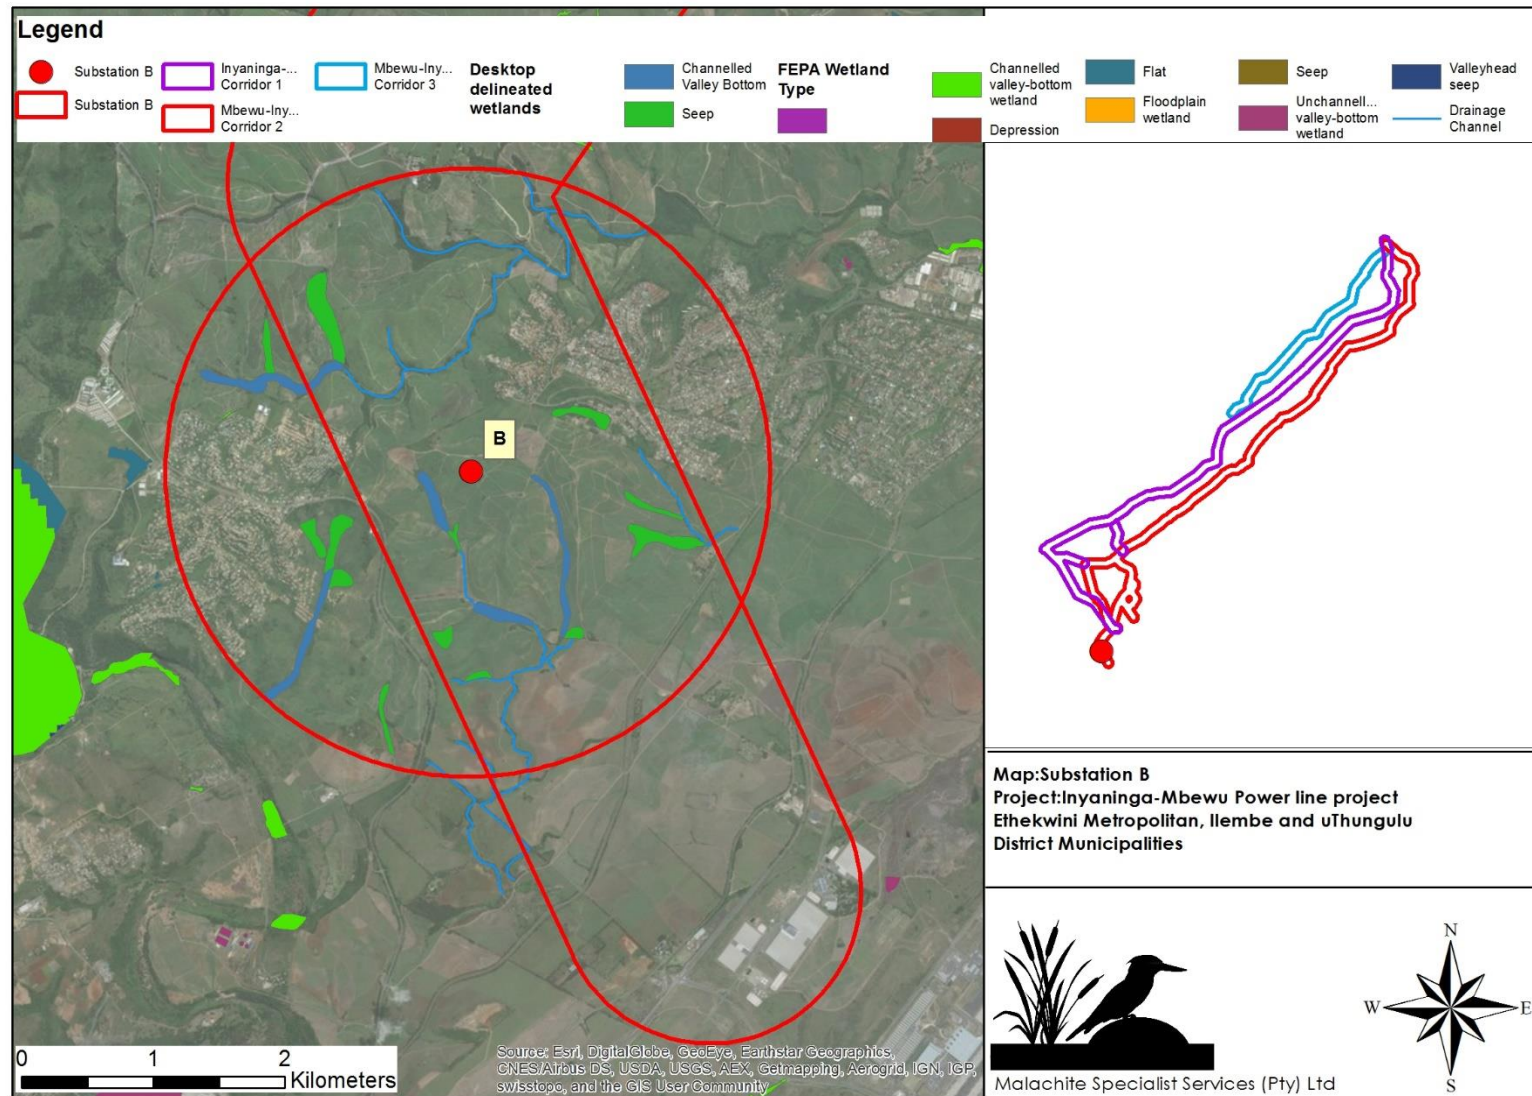 Legend
Substation B
Substation B
Inyaninga-...
Corridor 1
Mbewu-Iny...
Corridor 2
Mbewu-Iny...
Corridor 3
Desktop
delineated
wetlands
Channelled
Valley Bottom
Seep
FEPA Wetland
Type
Channelled
valley-bottom
wetland
Depression
Flat
Floodplain
wetland
Seep
Unchannell...
valley-bottom
wetland
Valleyhead
seep
Drainage
Channel
B
0 1 2
Kilometers
Source: Esri, DigitalGlobe, GeoEye, Earthstar Geographics,
CNES/Airbus DS, USDA, USGS, AEX, Getmapping, Aerogrid, IGN, IGP,
swisstopo, and the GIS User Community
Map:Substation B
Project:Inyaninga-Mbewu Power line project
Ethekwini Metropolitan, Ilembe and uThungulu
District Municipalities
Malachite Specialist Services (Pty) Ltd
N
W E
S